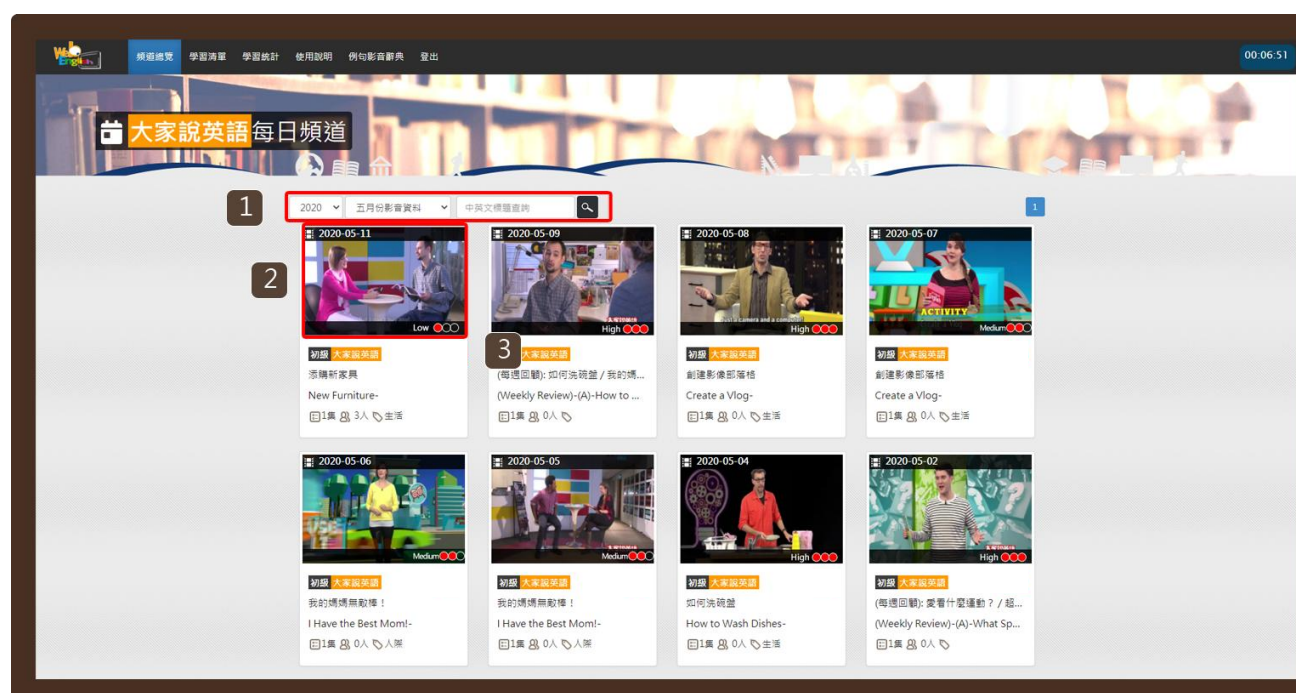 Web English
頻道總覽 學習清單 學習統計 使用說明 例句影音辭典 登出 00:06:51
大家說英語每日頻道
1
2020 五月份影音資料 中英文標題查詢 1
2020-05-11 2020-05-09 2020-05-08 2020-05-07
2
ACTIVITY
Just a camera and a computer!
Low High High Medium
3
初級 大家說英語 大家說英語 初級 大家說英語 初級 大家說英語
添購新家具 (每週回顧): 如何洗碗盤 / 我的媽... 創建影像部落格 創建影像部落格
New Furniture- (Weekly Review)-(A)-How to ... Create a Vlog- Create a Vlog-
1集 3人 生活 1集 0人 1集 0人 生活 1集 0人 生活
2020-05-06 2020-05-05 2020-05-04 2020-05-02
Medium Medium High High
初級 大家說英語 初級 大家說英語 初級 大家說英語 初級 大家說英語
我的媽媽無敵棒！ 我的媽媽無敵棒！ 如何洗碗盤 (每週回顧): 愛看什麼運動？ / 超...
I Have the Best Mom!- I Have the Best Mom!- How to Wash Dishes- (Weekly Review)-(A)-What Sp...
1集 0人 人際 1集 0人 人際 1集 0人 生活 1集 0人